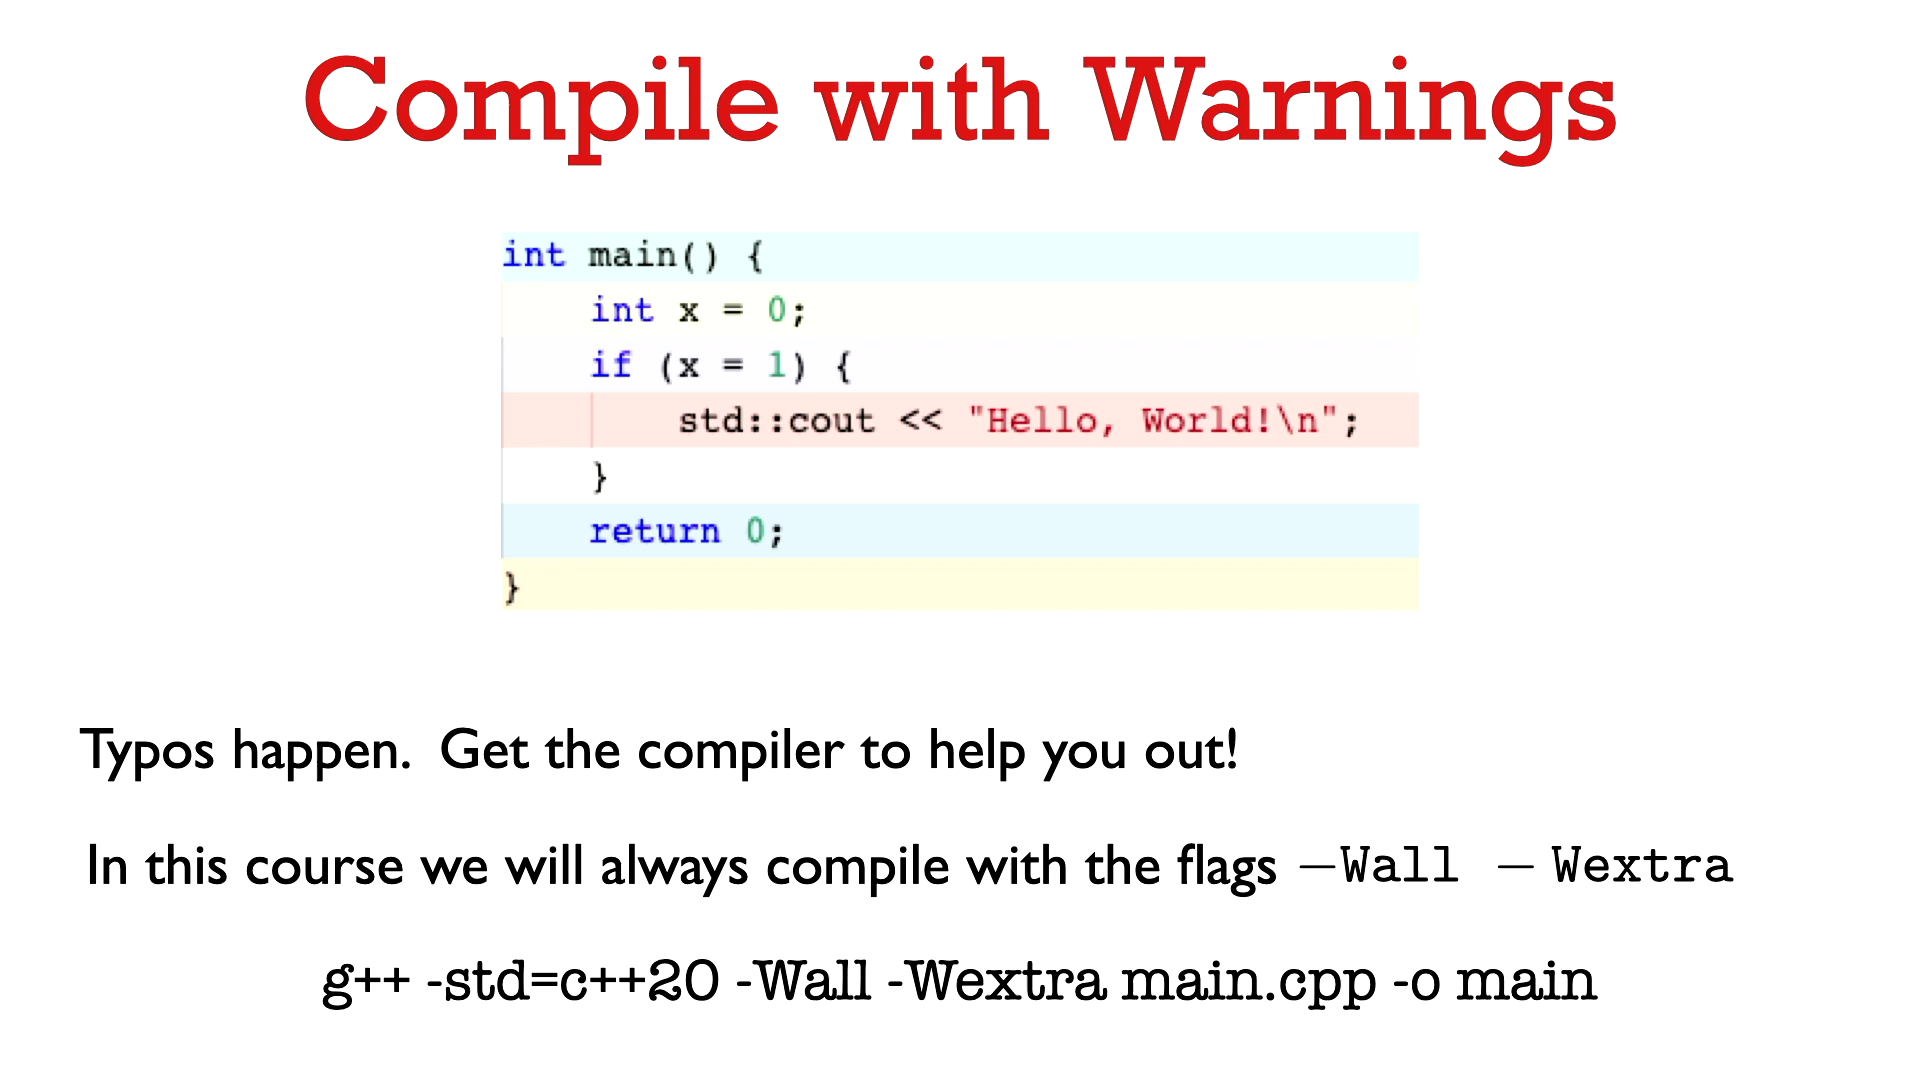 Compile with Warnings
int main() {
    int x = 0;
    if (x = 1) {
        std::cout << "Hello, World!\n";
    }
    return 0;
}
Typos happen.  Get the compiler to help you out!
In this course we will always compile with the flags −Wall − Wextra
g++ -std=c++20 -Wall -Wextra main.cpp -o main